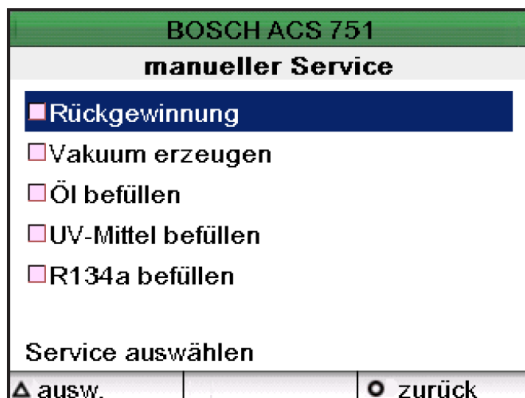 BOSCH ACS 751
manueller Service
Rückgewinnung
Vakuum erzeugen
Öl befüllen
UV-Mittel befüllen
R134a befüllen
Service auswählen
ausw. zurück